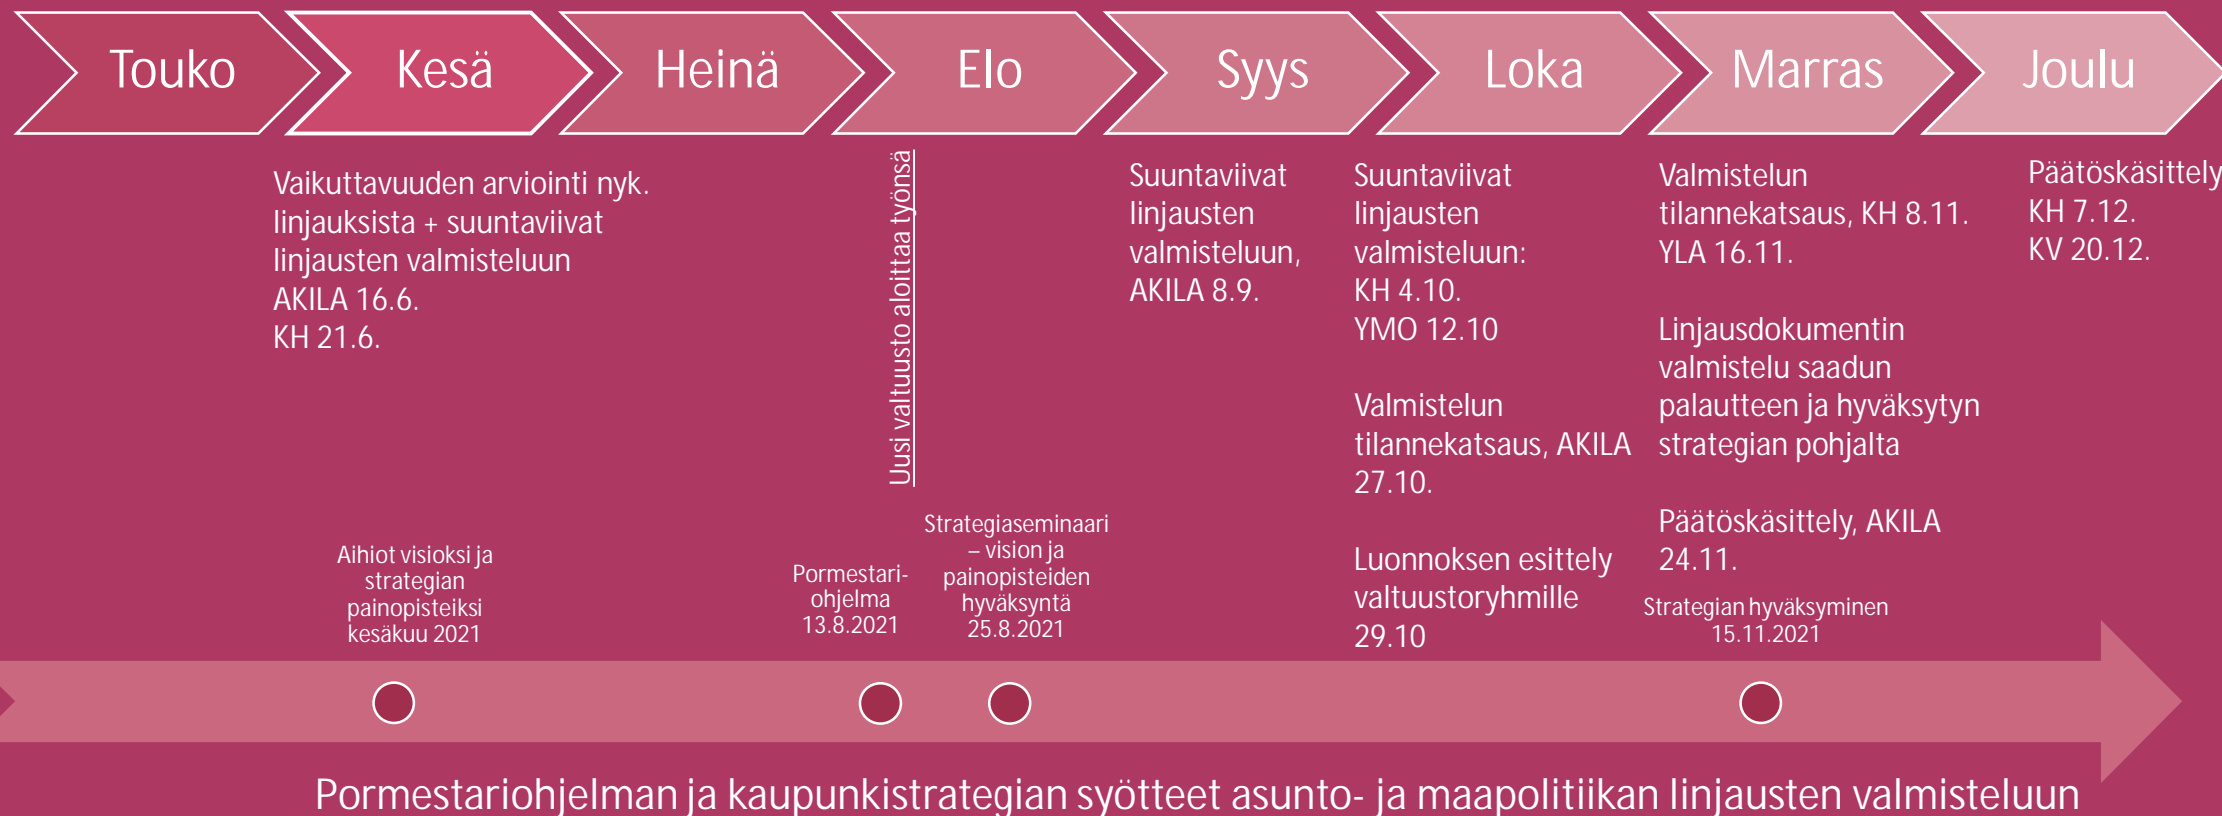 Touko
Kesä
Heinä
Elo
Syys
Loka
Marras
Joulu
Vaikuttavuuden arviointi nyk.
linjauksista + suuntaviivat
linjausten valmisteluun
AKILA 16.6.
KH 21.6.
Uusi valtuusto aloittaa työnsä
Suuntaviivat
linjausten
valmisteluun,
AKILA 8.9.
Suuntaviivat
linjausten
valmisteluun:
KH 4.10.
YMO 12.10
Valmistelun
tilannekatsaus, AKILA
27.10.
Luonnoksen esittely
valtuustoryhmille
29.10
Valmistelun
tilannekatsaus, KH 8.11.
YLA 16.11.
Linjausdokumentin
valmistelu saadun
palautteen ja hyväksytyn
strategian pohjalta
Päätöskäsittely, AKILA
24.11.
Päätöskäsittely
KH 7.12.
KV 20.12.
Aihiot visioksi ja
strategian
painopisteiksi
kesäkuu 2021
Pormestari-
ohjelma
13.8.2021
Strategiaseminaari
– vision ja
painopisteiden
hyväksyntä
25.8.2021
Strategian hyväksyminen
15.11.2021
Pormestariohjelman ja kaupunkistrategian syötteet asunto- ja maapolitiikan linjausten valmisteluun